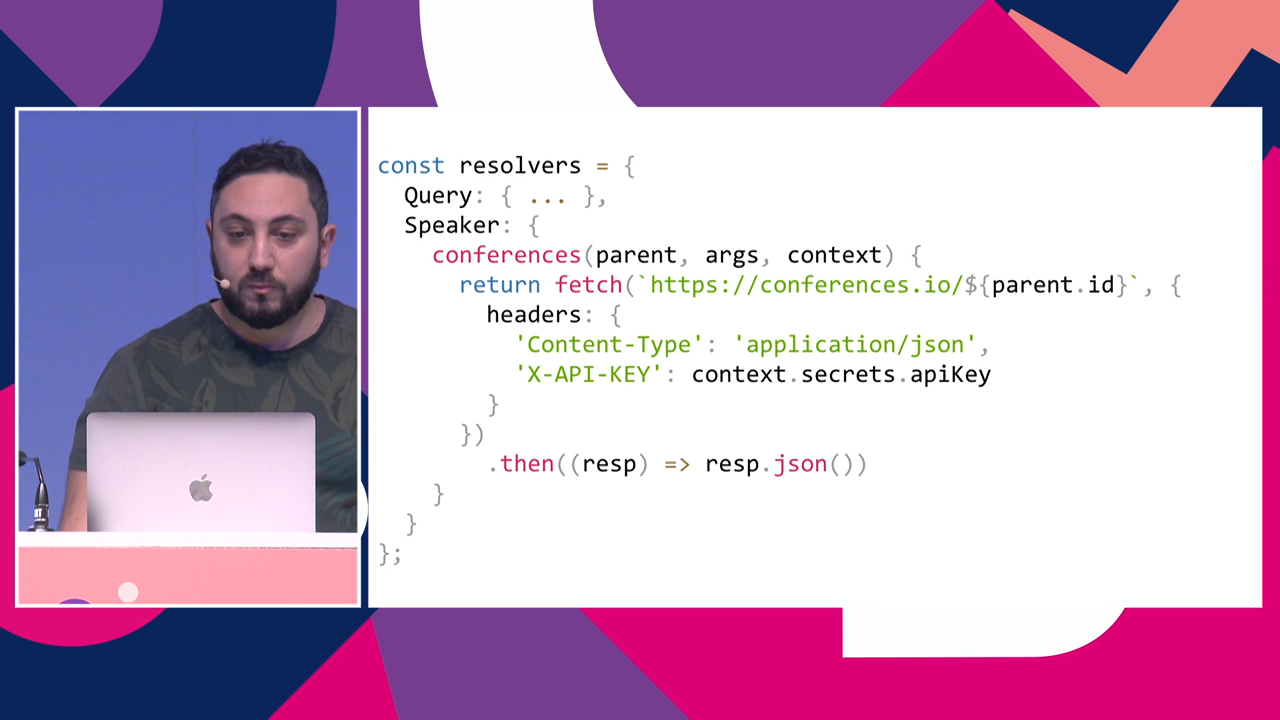 const resolvers = {
Query: { ... },
Speaker: {
conferences(parent, args, context) {
return fetch(`https://conferences.io/${parent.id}`, {
headers: {
'Content-Type': 'application/json',
'X-API-KEY': context.secrets.apiKey
}
})
.then((resp) => resp.json())
}
}
};